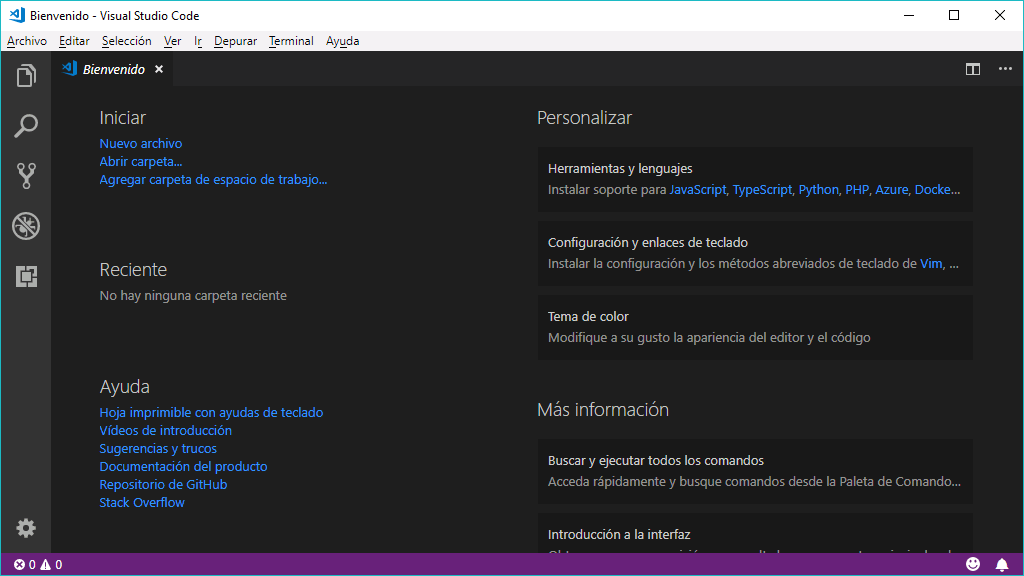 Bienvenido - Visual Studio Code
Archivo Editar Selección Ver Ir Depurar Terminal Ayuda
Bienvenido
Iniciar
Nuevo archivo
Abrir carpeta...
Agregar carpeta de espacio de trabajo...
Reciente
No hay ninguna carpeta reciente
Ayuda
Hoja imprimible con ayudas de teclado
Vídeos de introducción
Sugerencias y trucos
Documentación del producto
Repositorio de GitHub
Stack Overflow
Personalizar
Herramientas y lenguajes
Instalar soporte para JavaScript, TypeScript, Python, PHP, Azure, Docke...
Configuración y enlaces de teclado
Instalar la configuración y los métodos abreviados de teclado de Vim, ...
Tema de color
Modifique a su gusto la apariencia del editor y el código
Más información
Buscar y ejecutar todos los comandos
Acceda rápidamente y busque comandos desde la Paleta de Comando...
Introducción a la interfaz
0 0